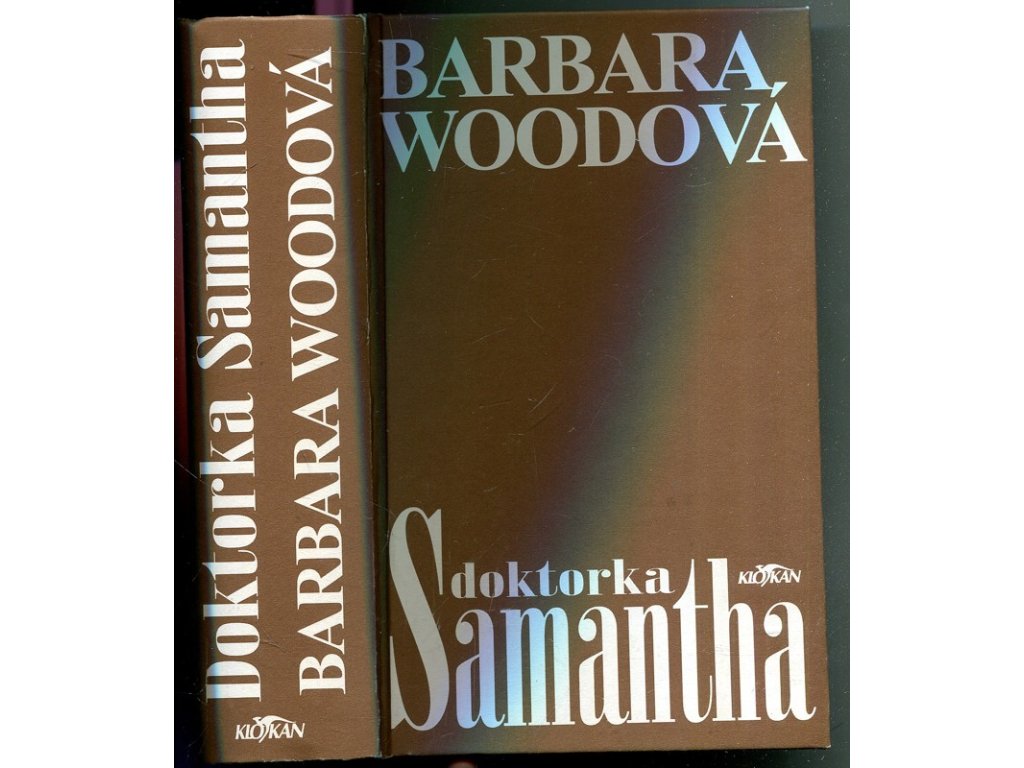 Doktorka Samantha
BARBARA WOODOVÁ
KLOKAN
BARBARA
WOODOVÁ
doktorka
KLOKAN
Samantha